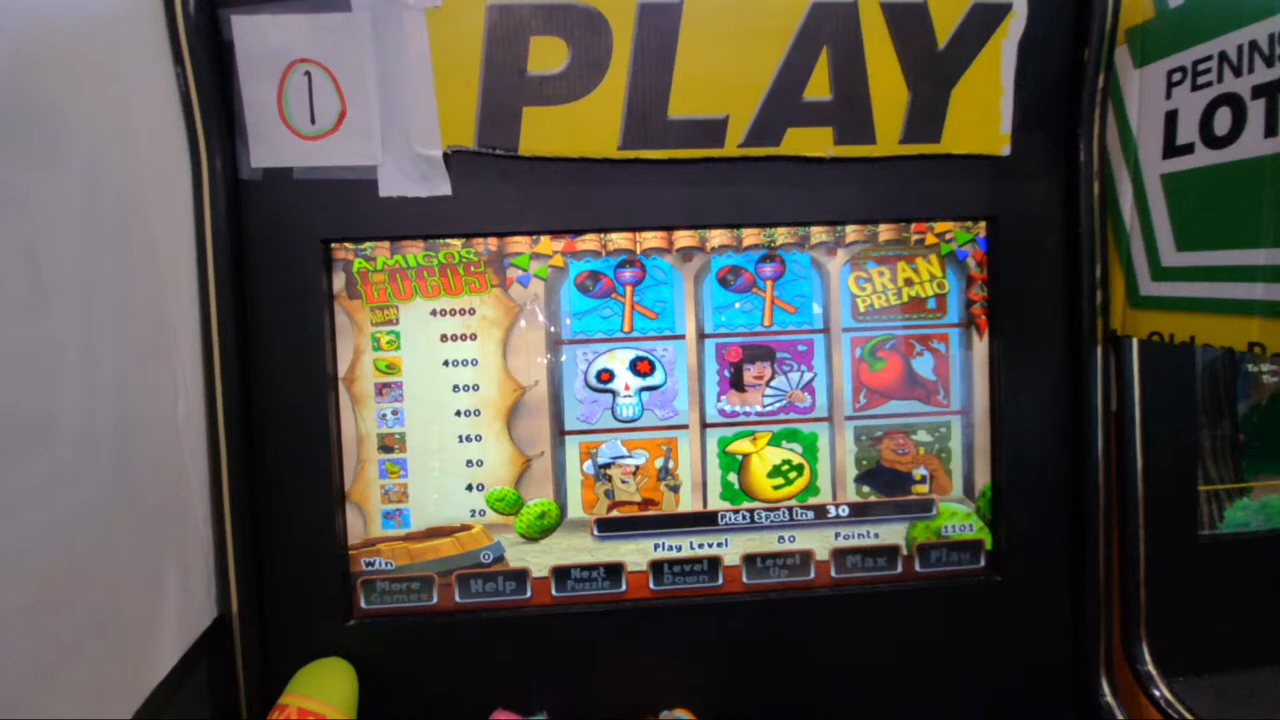 1
PLAY
PENN
LOT
AMIGOS
LOCOS
40000
8000
4000
800
400
160
80
40
20
GRAN
PREMIO
$
Pick Spot In: 30
Play Level 80 Points 1101
Win 0
More
Games
Help
Next
Puzzle
Level
Down
Level
Up
Max
Play